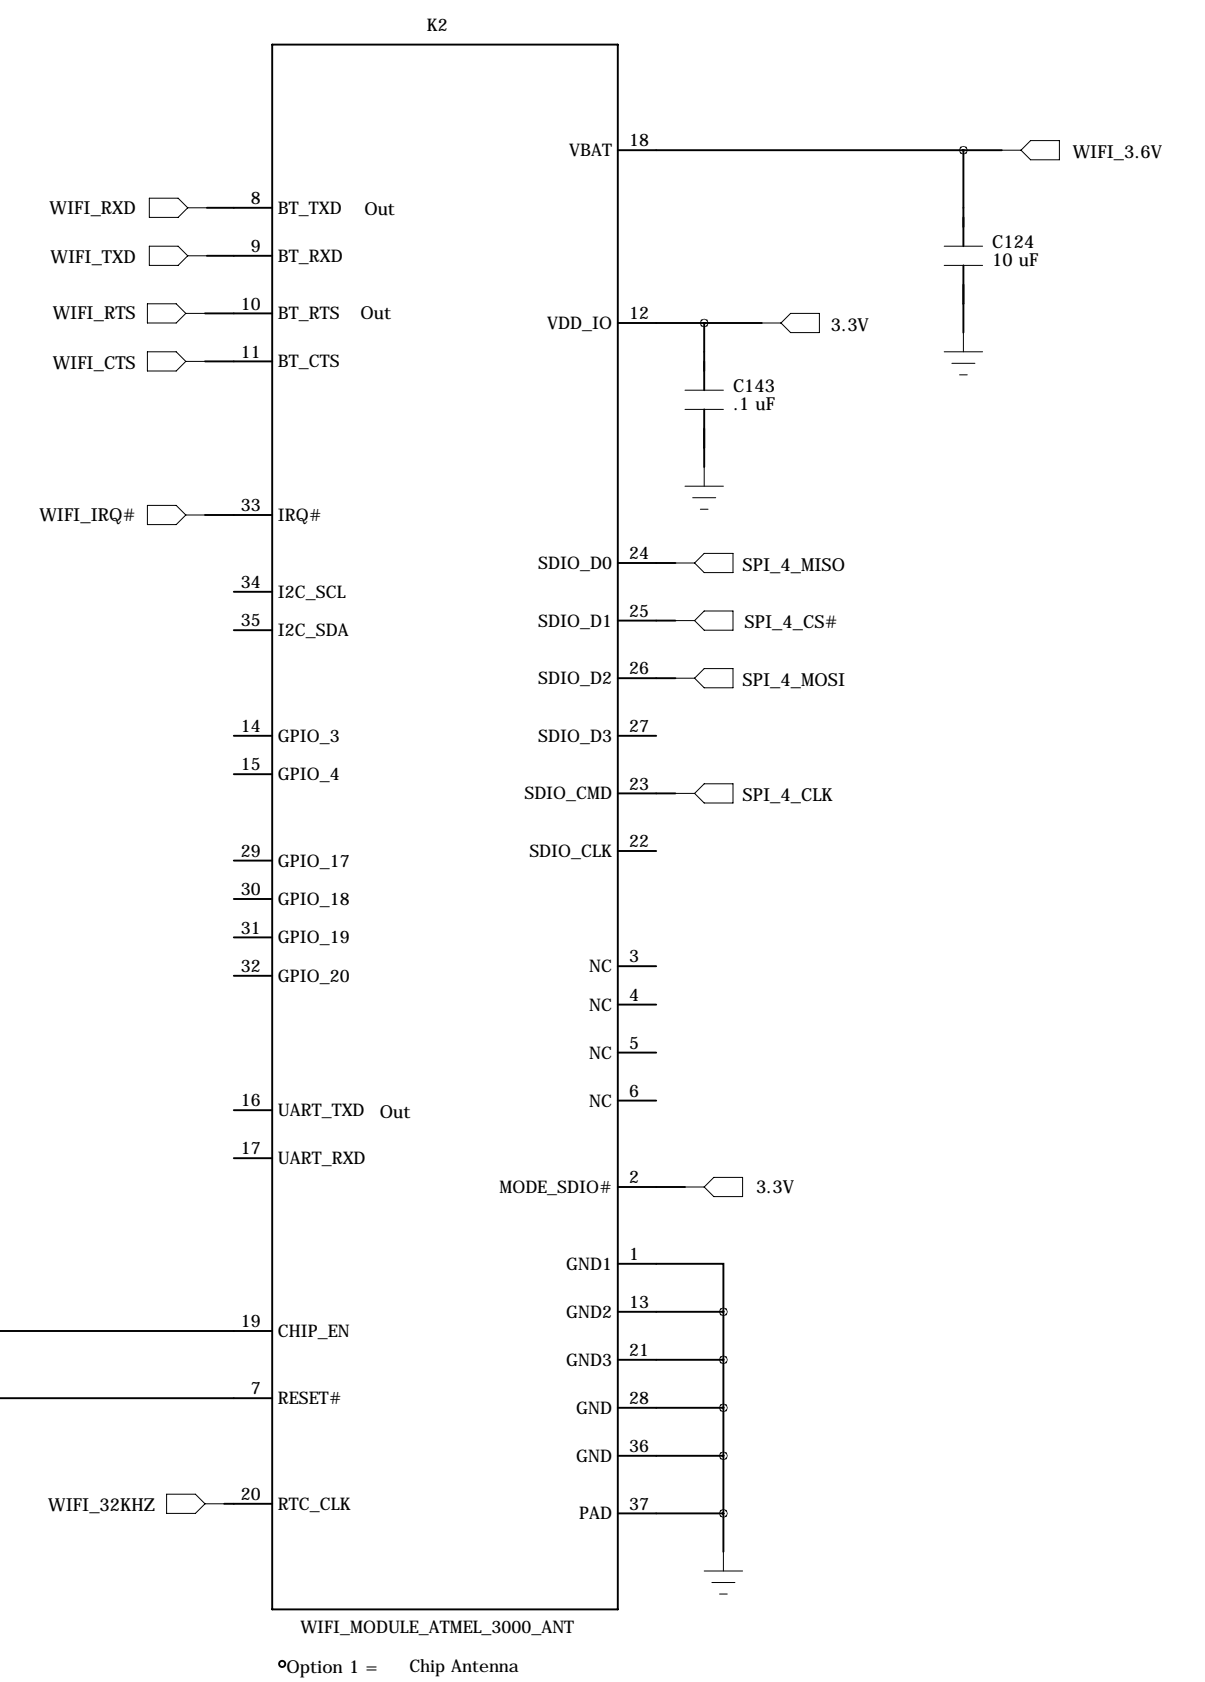 K2
VBAT 18 WIFI_3.6V
WIFI_RXD 8 BT_TXD Out
WIFI_TXD 9 BT_RXD
C124
10 uF
WIFI_RTS 10 BT_RTS Out
VDD_IO 12 3.3V
WIFI_CTS 11 BT_CTS
C143
.1 uF
WIFI_IRQ# 33 IRQ#
SDIO_D0 24 SPI_4_MISO
34 I2C_SCL
SDIO_D1 25 SPI_4_CS#
35 I2C_SDA
SDIO_D2 26 SPI_4_MOSI
14 GPIO_3
SDIO_D3 27
15 GPIO_4
SDIO_CMD 23 SPI_4_CLK
SDIO_CLK 22
29 GPIO_17
30 GPIO_18
31 GPIO_19
NC 3
32 GPIO_20
NC 4
NC 5
NC 6
16 UART_TXD Out
17 UART_RXD
MODE_SDIO# 2 3.3V
GND1 1
GND2 13
19 CHIP_EN
GND3 21
7 RESET#
GND 28
GND 36
WIFI_32KHZ 20 RTC_CLK
PAD 37
WIFI_MODULE_ATMEL_3000_ANT
°Option 1 = Chip Antenna